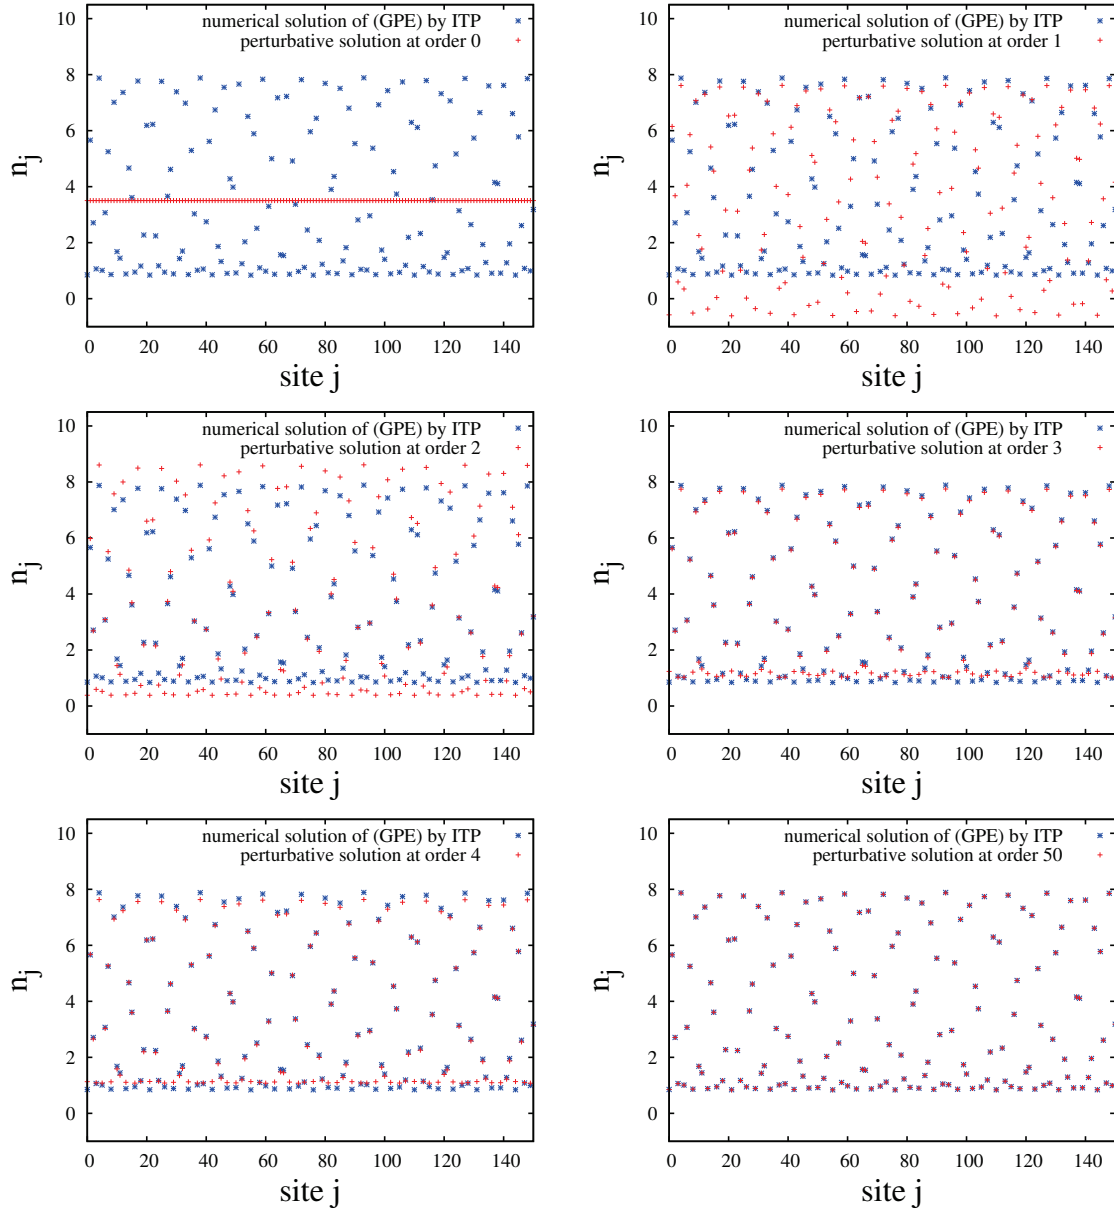 numerical solution of (GPE) by ITP
perturbative solution at order 0
10
8
6
4
2
0
n_j
0 20 40 60 80 100 120 140
site j
numerical solution of (GPE) by ITP
perturbative solution at order 1
10
8
6
4
2
0
n_j
0 20 40 60 80 100 120 140
site j
numerical solution of (GPE) by ITP
perturbative solution at order 2
10
8
6
4
2
0
n_j
0 20 40 60 80 100 120 140
site j
numerical solution of (GPE) by ITP
perturbative solution at order 3
10
8
6
4
2
0
n_j
0 20 40 60 80 100 120 140
site j
numerical solution of (GPE) by ITP
perturbative solution at order 4
10
8
6
4
2
0
n_j
0 20 40 60 80 100 120 140
site j
numerical solution of (GPE) by ITP
perturbative solution at order 50
10
8
6
4
2
0
n_j
0 20 40 60 80 100 120 140
site j